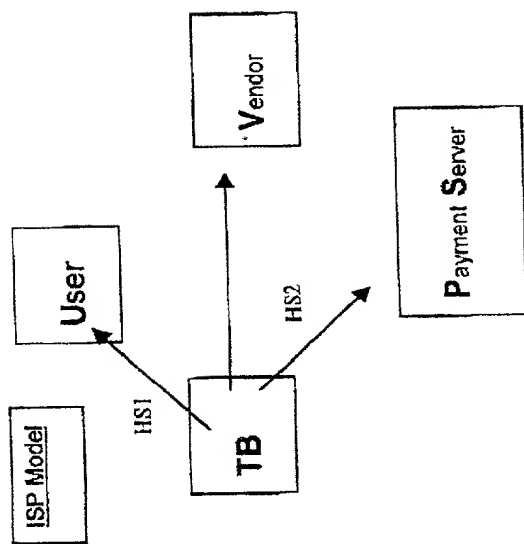 ISP Model
User
HS1
TB
HS2
Vendor
Payment Server